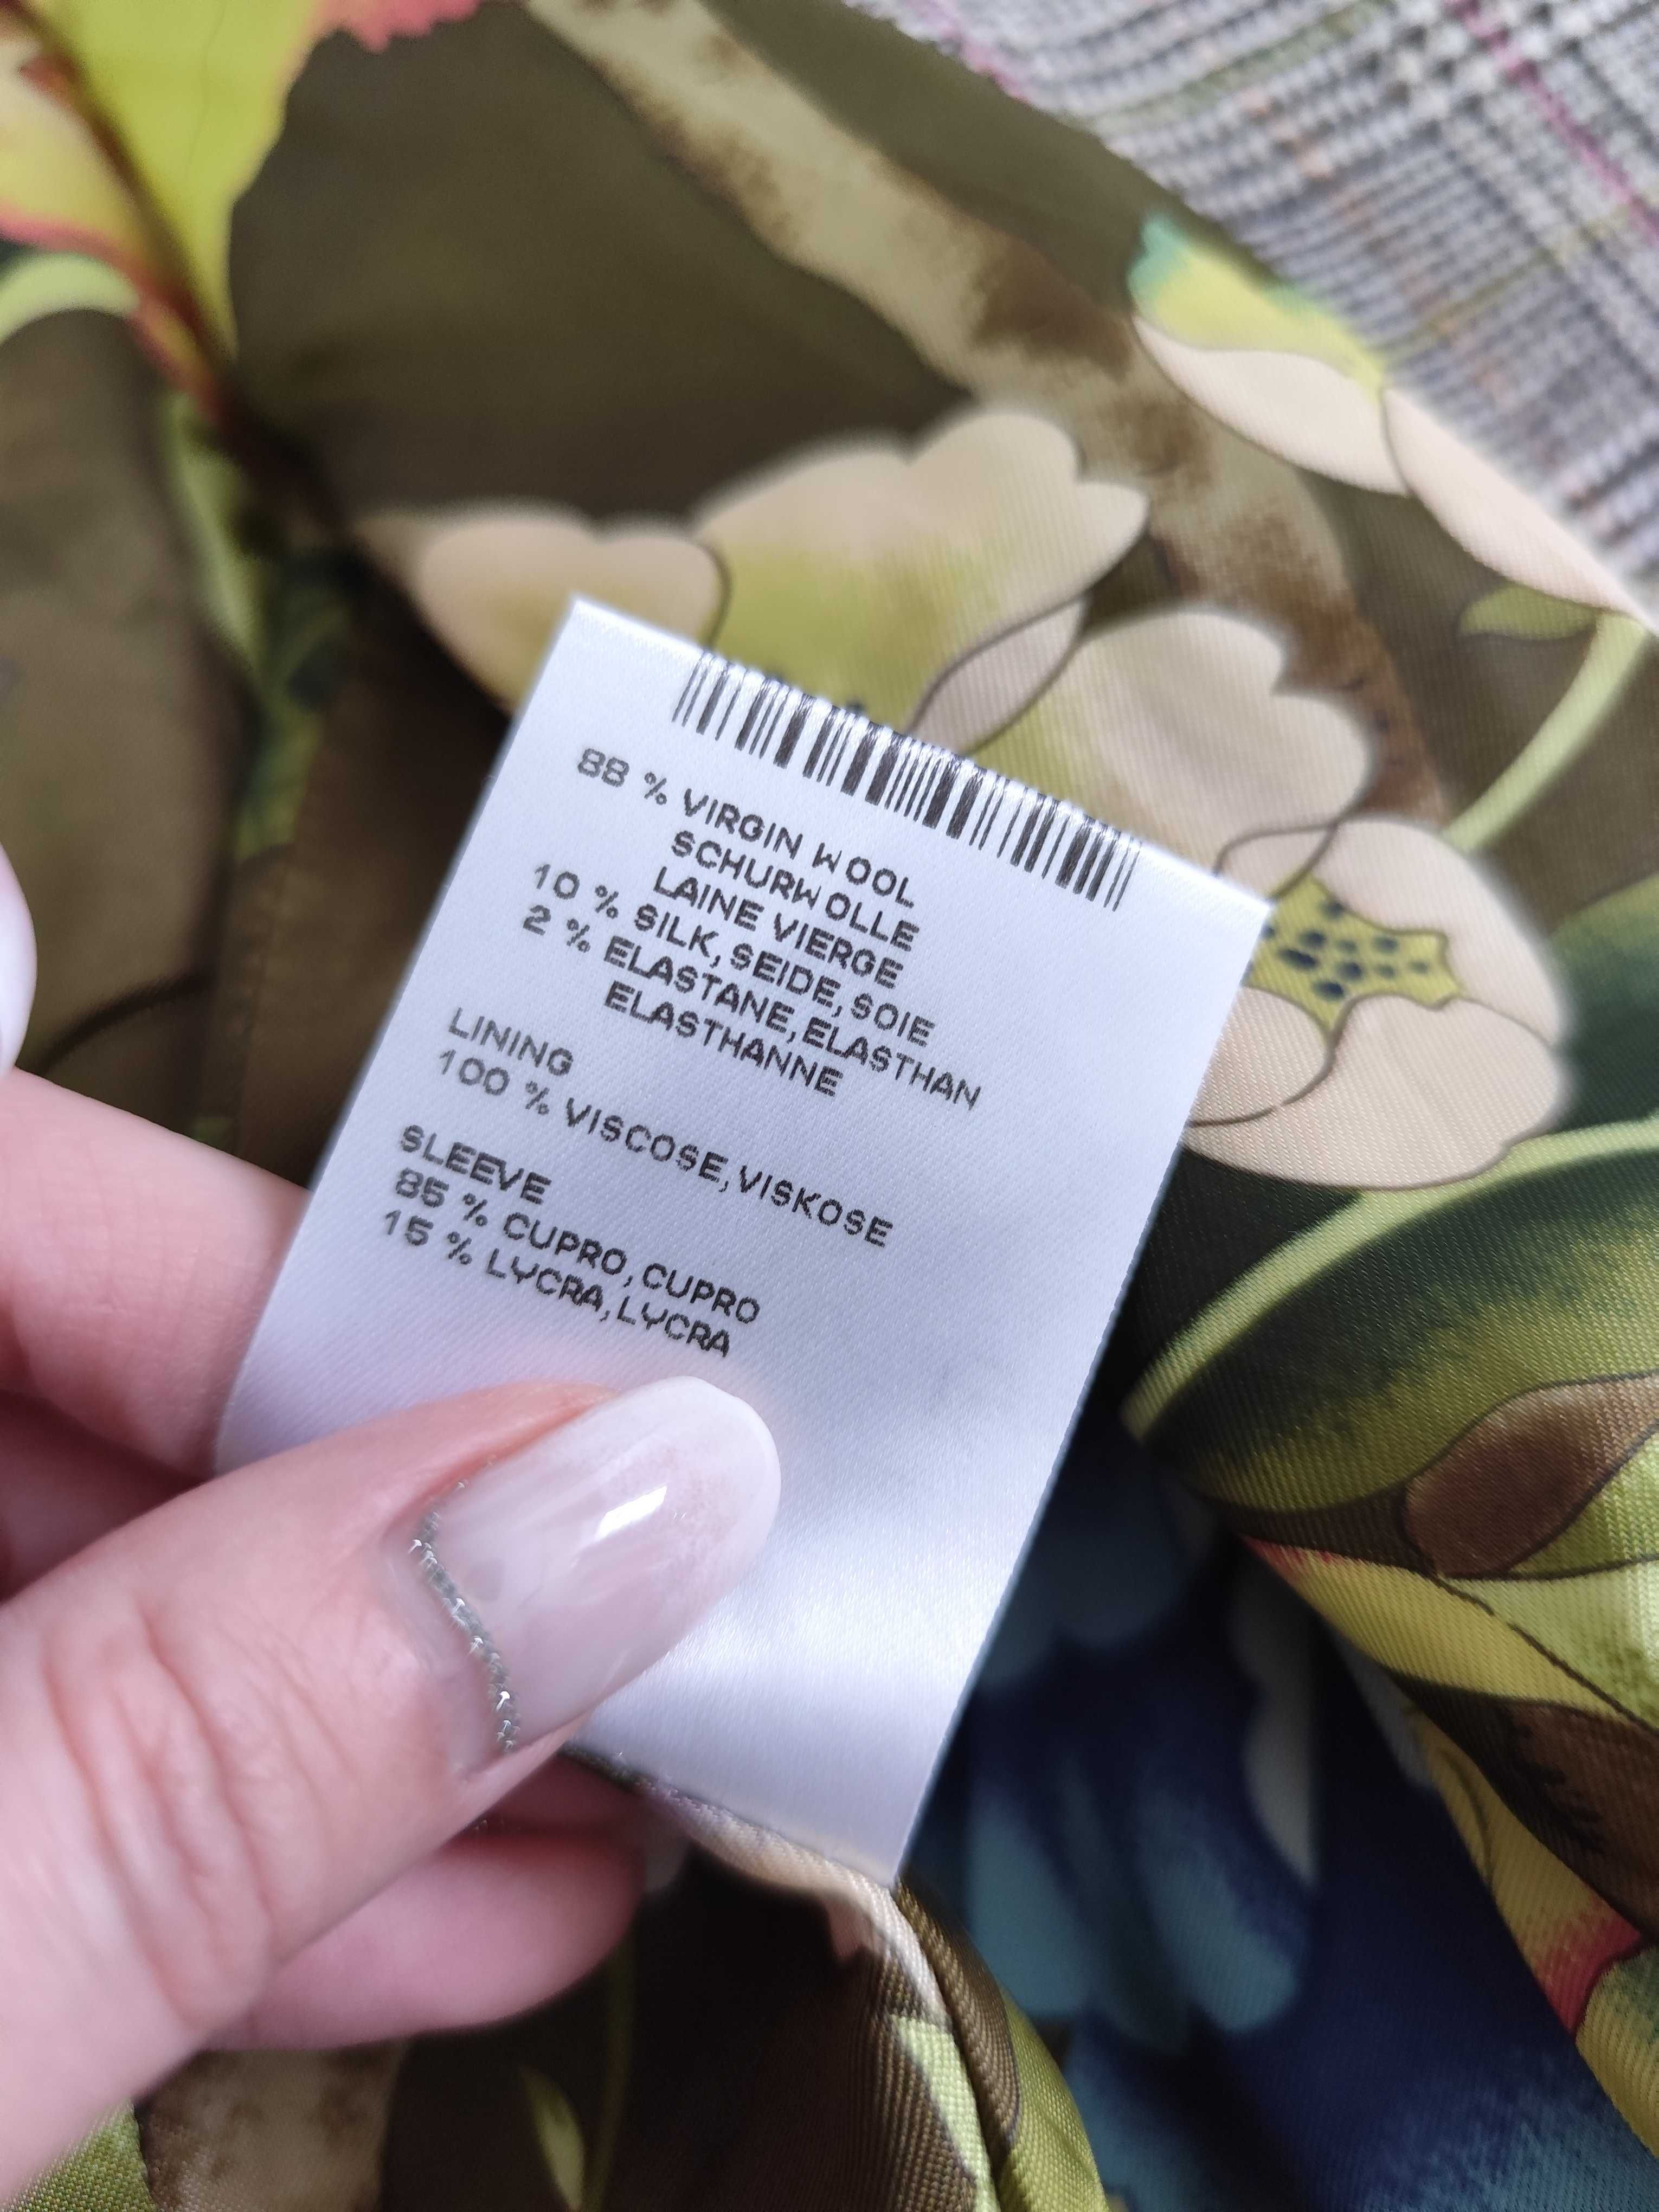 88 % VIRGIN WOOL
SCHURWOLLE
LAINE VIERGE
10 % SILK, SEIDE, SOIE
2 % ELASTANE, ELASTHAN
ELASTHANNE
LINING
100 % VISCOSE, VISKOSE
SLEEVE
85 % CUPRO, CUPRO
15 % LYCRA, LYCRA